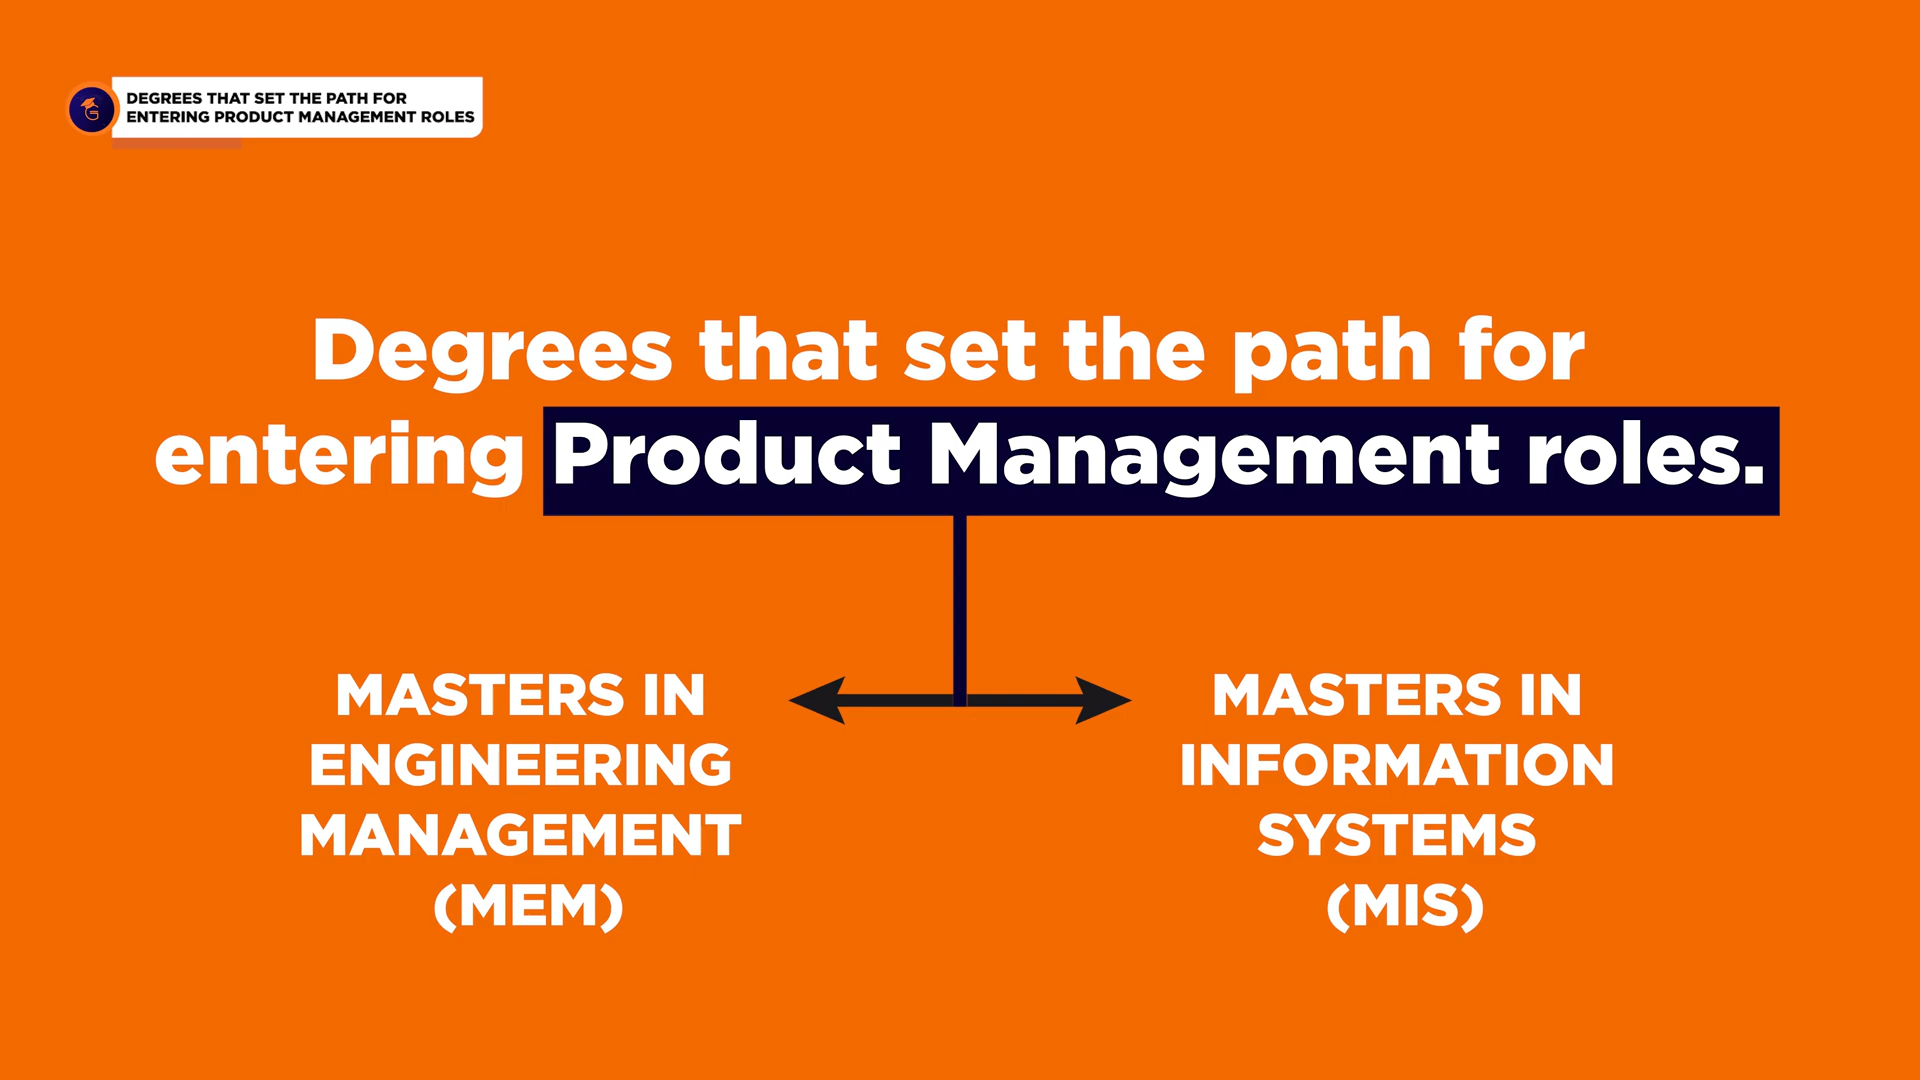 DEGREES THAT SET THE PATH FOR
ENTERING PRODUCT MANAGEMENT ROLES
Degrees that set the path for
entering Product Management roles.
MASTERS IN
ENGINEERING
MANAGEMENT
(MEM)
MASTERS IN
INFORMATION
SYSTEMS
(MIS)